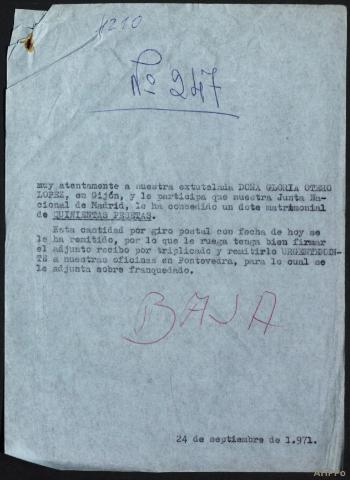 1210
Nº 247
muy atentamente a nuestra extutelada DOÑA GLORIA OTERO
LOPEZ, en Gijón, y le participa que nuestra Junta Na-
cional de Madrid, le ha concedido un dote matrimonial
de QUINIENTAS PESETAS.
Esta cantidad por giro postal con fecha de hoy se
le ha remitido, por lo que le ruega tenga bien firmar
el adjunto recibo por triplicado y remitirlo URGENTEMEN-
TE a nuestras oficinas en Pontevedra, para lo cual se
le adjunta sobre franqueado.
BAJA
24 de septiembre de 1.971.
AHPPO